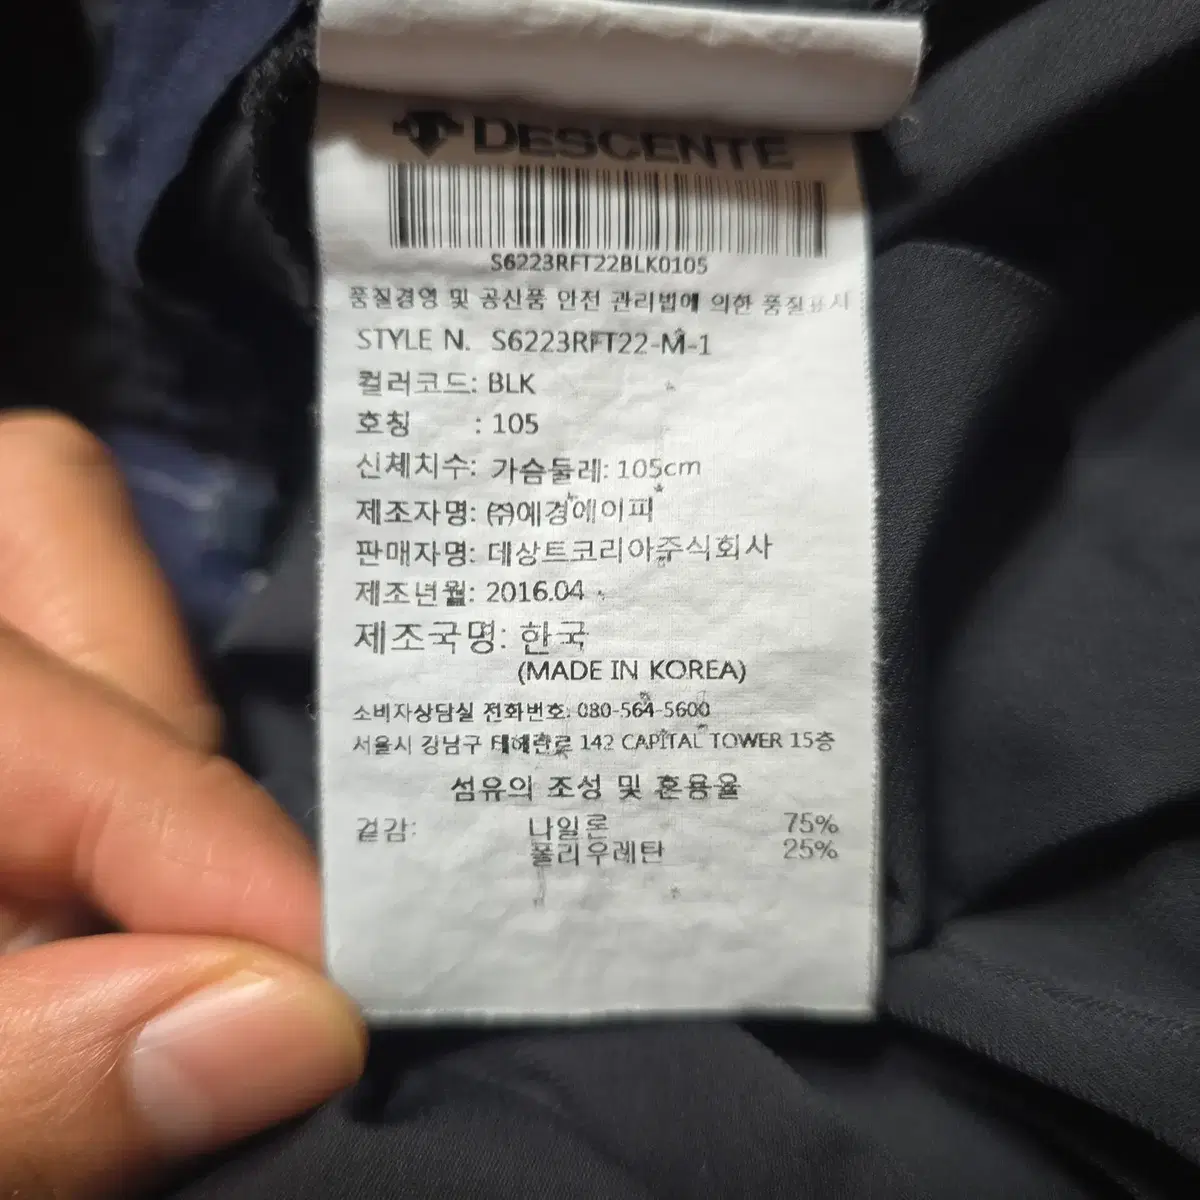 DESCENTE
S6223RFT22BLK0105
품질경영 및 공산품 안전 관리법에 의한 품질표시
STYLE N. S6223RFT22-M-1
컬러코드: BLK
호칭 : 105
신체치수: 가슴둘레: 105cm
제조자명: ㈜에경에이피
판매자명: 데상트코리아주식회사
제조년월: 2016.04
제조국명: 한국
(MADE IN KOREA)
소비자상담실 전화번호: 080-564-5600
서울시 강남구 테헤란로 142 CAPITAL TOWER 15층
섬유의 조성 및 혼용율
겉감: 나일론 75%
폴리우레탄 25%